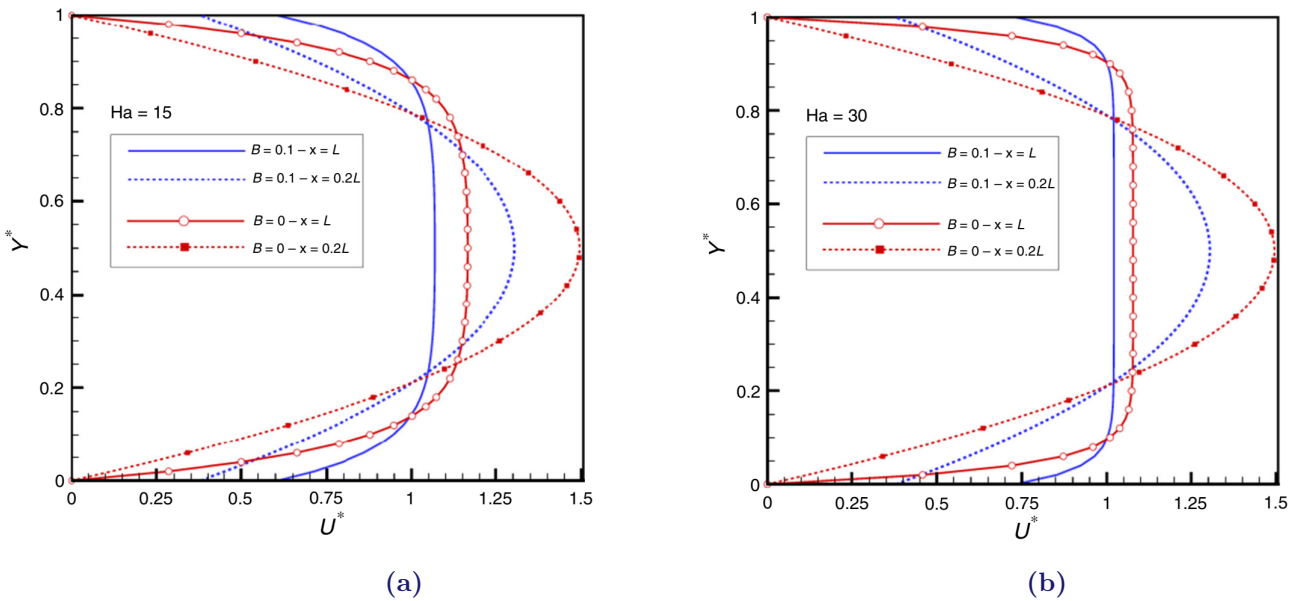 1
0.8
0.6
0.4
0.2
0
Y*
Ha = 15
B = 0.1 – x = L
B = 0.1 – x = 0.2L
B = 0 – x = L
B = 0 – x = 0.2L
0 0.25 0.5 0.75 1 1.25 1.5
U*
(a)
1
0.8
0.6
0.4
0.2
0
Y*
Ha = 30
B = 0.1 – x = L
B = 0.1 – x = 0.2L
B = 0 – x = L
B = 0 – x = 0.2L
0 0.25 0.5 0.75 1 1.25 1.5
U*
(b)